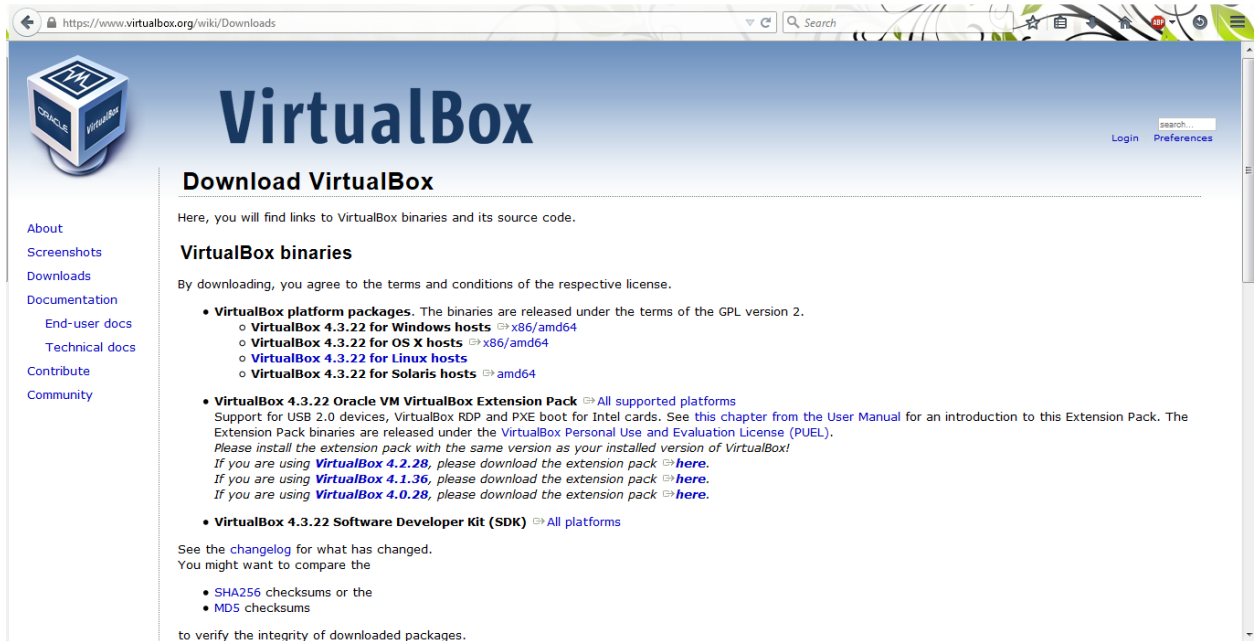 https://www.virtualbox.org/wiki/Downloads
Search
ABP
ORACLE
VirtualBox
VirtualBox
search...
Login Preferences
Download VirtualBox
Here, you will find links to VirtualBox binaries and its source code.
About
Screenshots
Downloads
Documentation
End-user docs
Technical docs
Contribute
Community
VirtualBox binaries
By downloading, you agree to the terms and conditions of the respective license.
• VirtualBox platform packages. The binaries are released under the terms of the GPL version 2.
○ VirtualBox 4.3.22 for Windows hosts x86/amd64
○ VirtualBox 4.3.22 for OS X hosts x86/amd64
○ VirtualBox 4.3.22 for Linux hosts
○ VirtualBox 4.3.22 for Solaris hosts amd64
• VirtualBox 4.3.22 Oracle VM VirtualBox Extension Pack All supported platforms
Support for USB 2.0 devices, VirtualBox RDP and PXE boot for Intel cards. See this chapter from the User Manual for an introduction to this Extension Pack. The
Extension Pack binaries are released under the VirtualBox Personal Use and Evaluation License (PUEL).
Please install the extension pack with the same version as your installed version of VirtualBox!
If you are using VirtualBox 4.2.28, please download the extension pack here.
If you are using VirtualBox 4.1.36, please download the extension pack here.
If you are using VirtualBox 4.0.28, please download the extension pack here.
• VirtualBox 4.3.22 Software Developer Kit (SDK) All platforms
See the changelog for what has changed.
You might want to compare the
• SHA256 checksums or the
• MD5 checksums
to verify the integrity of downloaded packages.